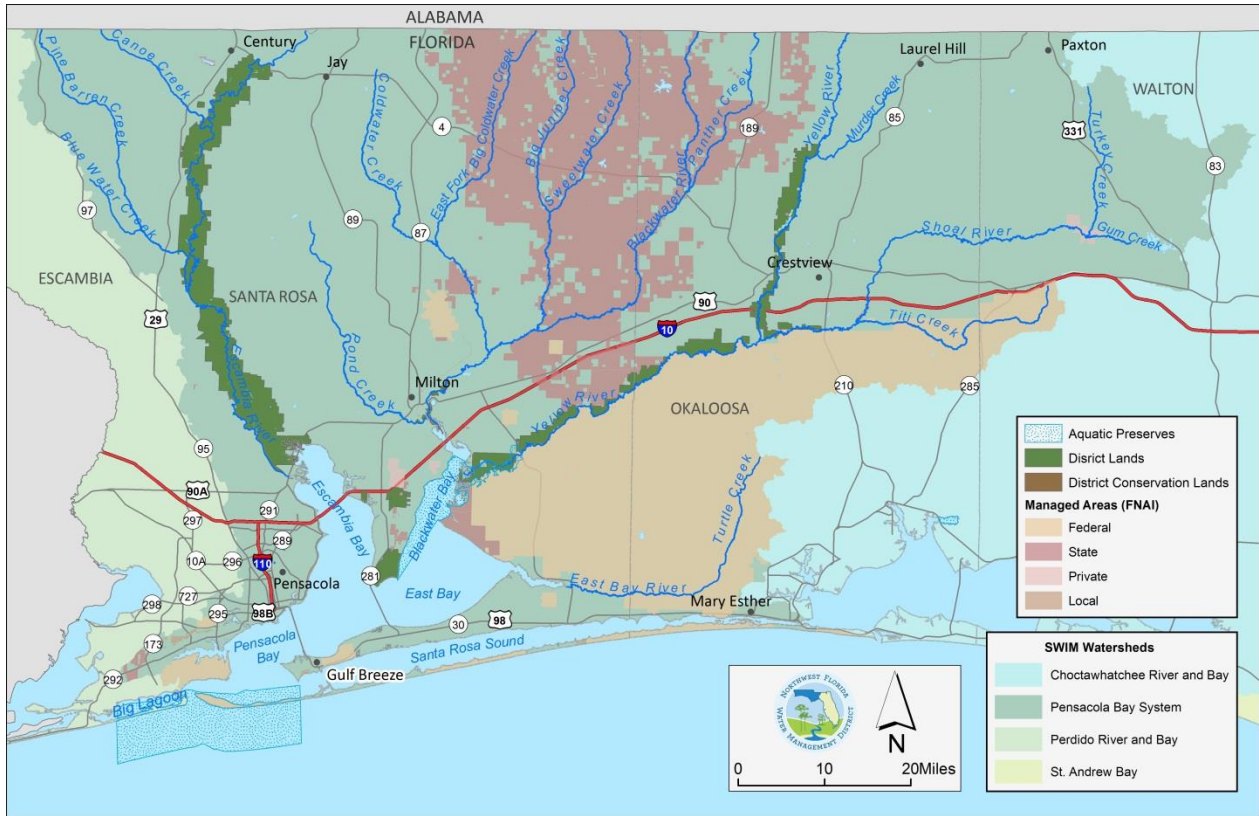 ALABAMA
FLORIDA
Century
Jay
Laurel Hill
Paxton
WALTON
Pine Barren Creek
Canoe Creek
Blue Water Creek
Coldwater Creek
East Fork Big Coldwater Creek
Big Juniper Creek
Sweetwater Creek
Panther Creek
Blackwater River
Yellow River
Murder Creek
Turkey Creek
4
189
85
331
83
97
89
87
Shoal River
Gum Creek
Crestview
ESCAMBIA
SANTA ROSA
29
90
10
Titi Creek
Escambia River
Pond Creek
Milton
Yellow River
OKALOOSA
210
285
95
90A
297
291
289
10A
296
110
Pensacola
298
727
295
98B
173
292
Escambia Bay
Blackwater Bay
281
East Bay
Turtle Creek
East Bay River
Mary Esther
30
98
Santa Rosa Sound
Pensacola
Bay
Gulf Breeze
Big Lagoon
Aquatic Preserves
Disrict Lands
District Conservation Lands
Managed Areas (FNAI)
Federal
State
Private
Local
SWIM Watersheds
Choctawhatchee River and Bay
Pensacola Bay System
Perdido River and Bay
St. Andrew Bay
NORTHWEST FLORIDA
WATER MANAGEMENT DISTRICT
N
0 10 20Miles